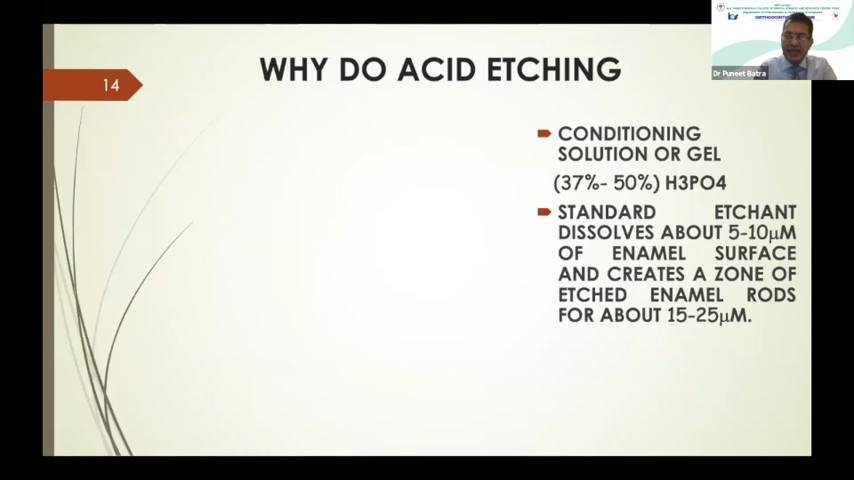 14
WHY DO ACID ETCHING
CONDITIONING
SOLUTION OR GEL
(37%- 50%) H3PO4
STANDARD ETCHANT
DISSOLVES ABOUT 5-10μM
OF ENAMEL SURFACE
AND CREATES A ZONE OF
ETCHED ENAMEL RODS
FOR ABOUT 15-25μM.
Dr Puneet Batra